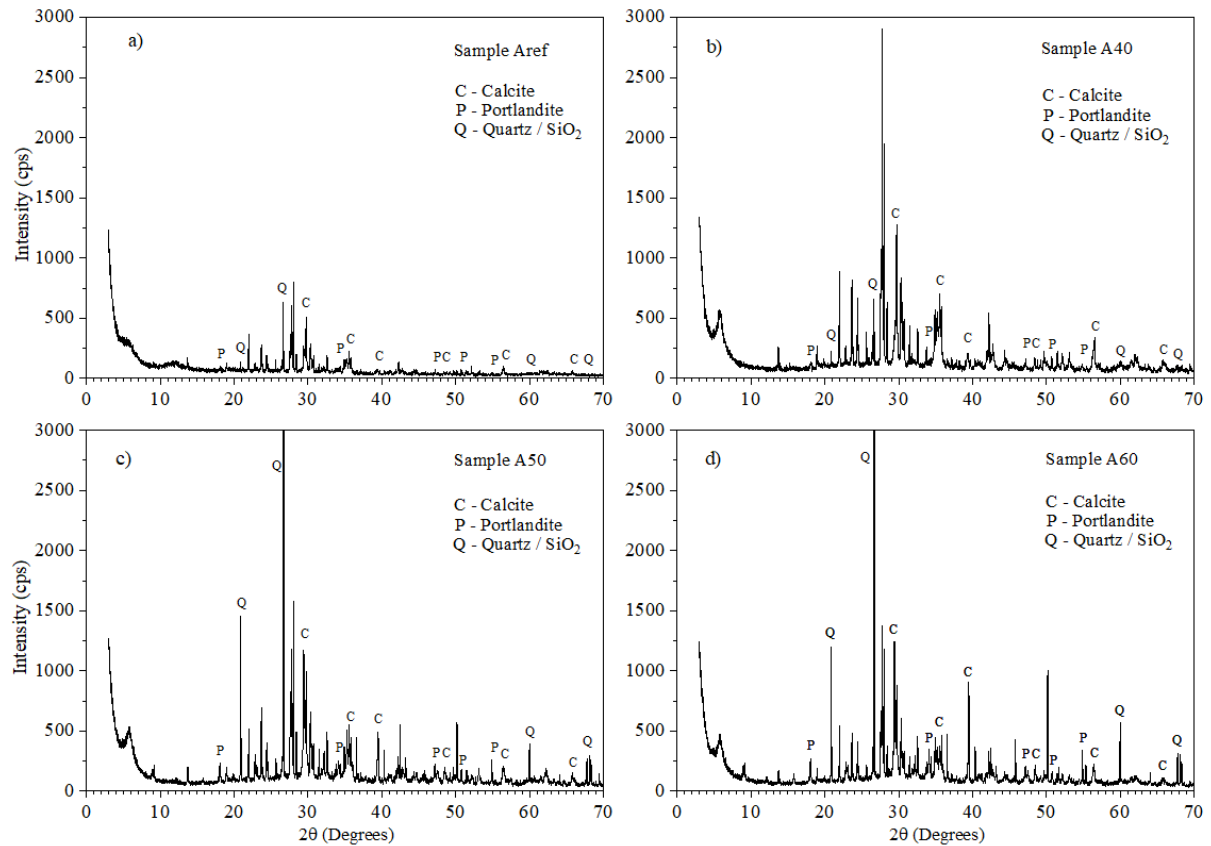 3000
2500
2000
1500
1000
500
0
Intensity (cps)
a)
Sample Aref
C - Calcite
P - Portlandite
Q - Quartz / SiO₂
P Q Q C P C C P C P P C Q C Q
0 10 20 30 40 50 60 70
3000
2500
2000
1500
1000
500
0
b)
Sample A40
C - Calcite
P - Portlandite
Q - Quartz / SiO₂
P Q Q C P C C P C P P C Q C Q
0 10 20 30 40 50 60 70
3000
2500
2000
1500
1000
500
0
Intensity (cps)
c)
Sample A50
C - Calcite
P - Portlandite
Q - Quartz / SiO₂
P Q Q C P C C P C P P C Q C Q
0 10 20 30 40 50 60 70
2θ (Degrees)
3000
2500
2000
1500
1000
500
0
d)
Sample A60
C - Calcite
P - Portlandite
Q - Quartz / SiO₂
P Q Q C P C C P C P P C Q C Q
0 10 20 30 40 50 60 70
2θ (Degrees)